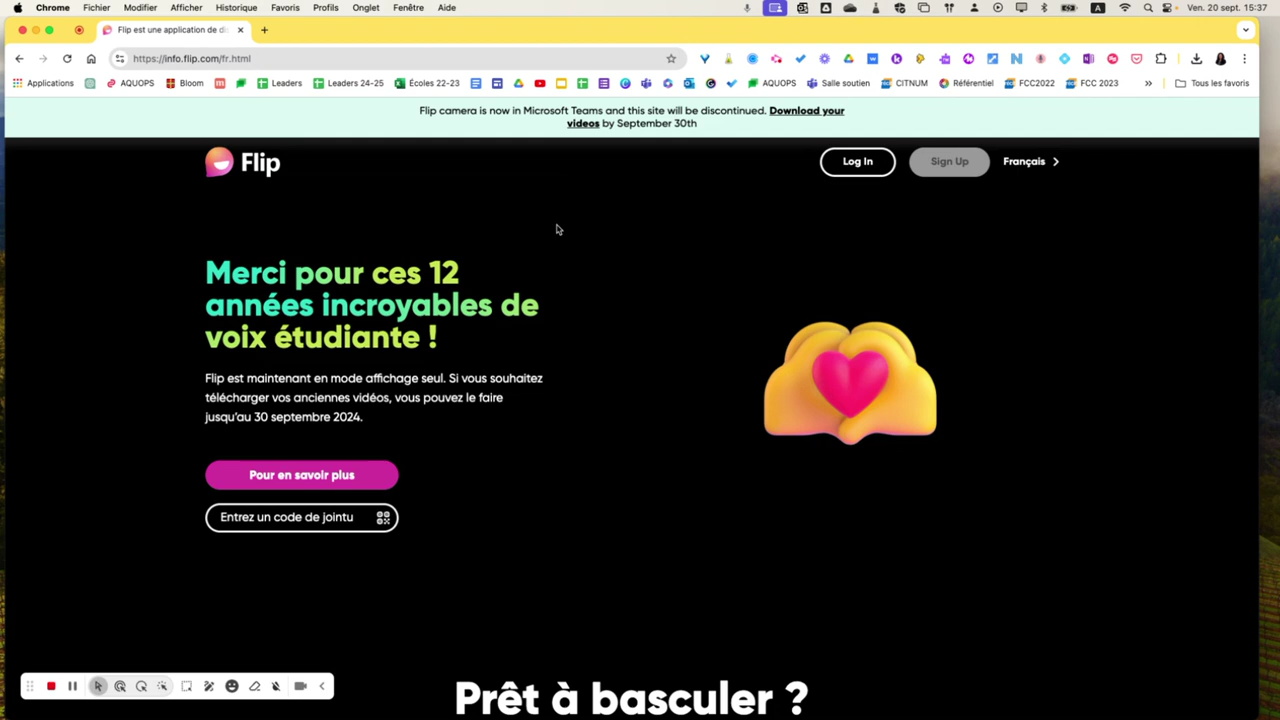 Chrome Fichier Modifier Afficher Historique Favoris Profils Onglet Fenêtre Aide Ven. 20 sept. 15:37
Flip est une application de di
https://info.flip.com/fr.html
Applications AQUOPS Bloom Leaders Leaders 24-25 Écoles 22-23 AQUOPS Salle soutien CITNUM Référentiel FCC2022 FCC 2023 » Tous les favoris
Flip camera is now in Microsoft Teams and this site will be discontinued. Download your
videos by September 30th
Flip Log In Sign Up Français
Merci pour ces 12
années incroyables de
voix étudiante !
Flip est maintenant en mode affichage seul. Si vous souhaitez
télécharger vos anciennes vidéos, vous pouvez le faire
jusqu'au 30 septembre 2024.
Pour en savoir plus
Entrez un code de jointu
Prêt à basculer ?